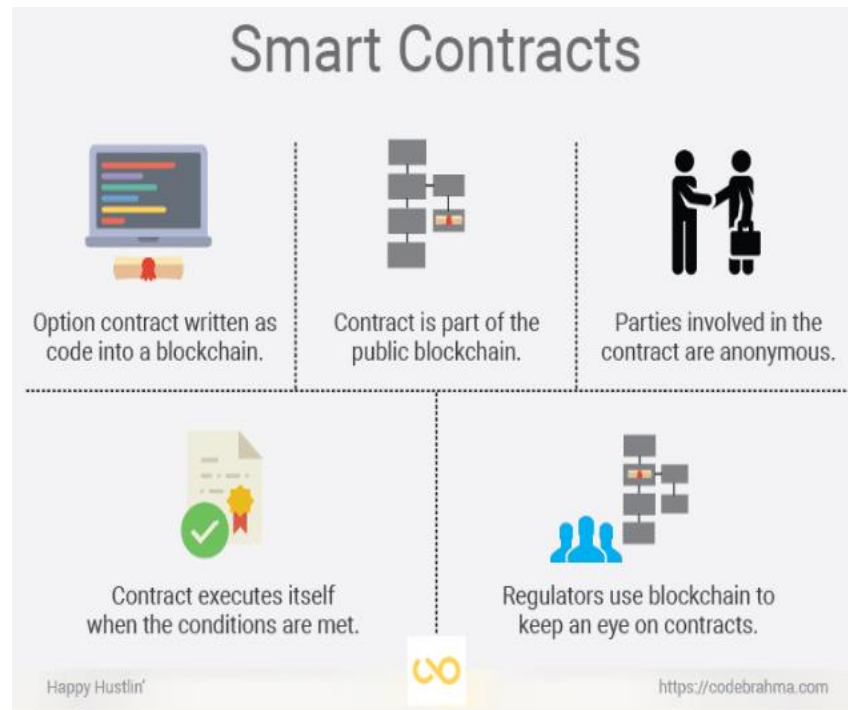 Smart Contracts
Option contract written as
code into a blockchain.
Contract is part of the
public blockchain.
Parties involved in the
contract are anonymous.
Contract executes itself
when the conditions are met.
Regulators use blockchain to
keep an eye on contracts.
Happy Hustlin'
https://codebrahma.com